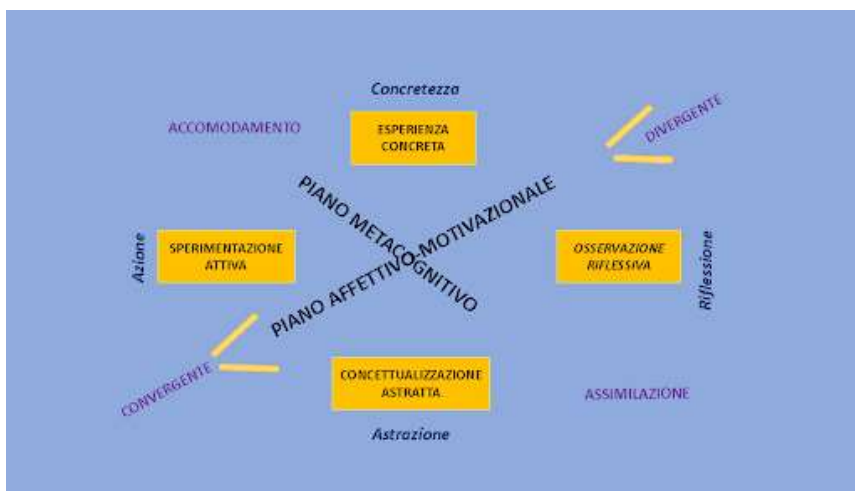 Concretezza
ACCOMODAMENTO
ESPERIENZA
CONCRETA
DIVERGENTE
PIANO METACOGNITIVO
PIANO AFFETTIVO-MOTIVAZIONALE
Azione
SPERIMENTAZIONE
ATTIVA
OSSERVAZIONE
RIFLESSIVA
Riflessione
CONVERGENTE
CONCETTUALIZZAZIONE
ASTRATTA
ASSIMILAZIONE
Astrazione